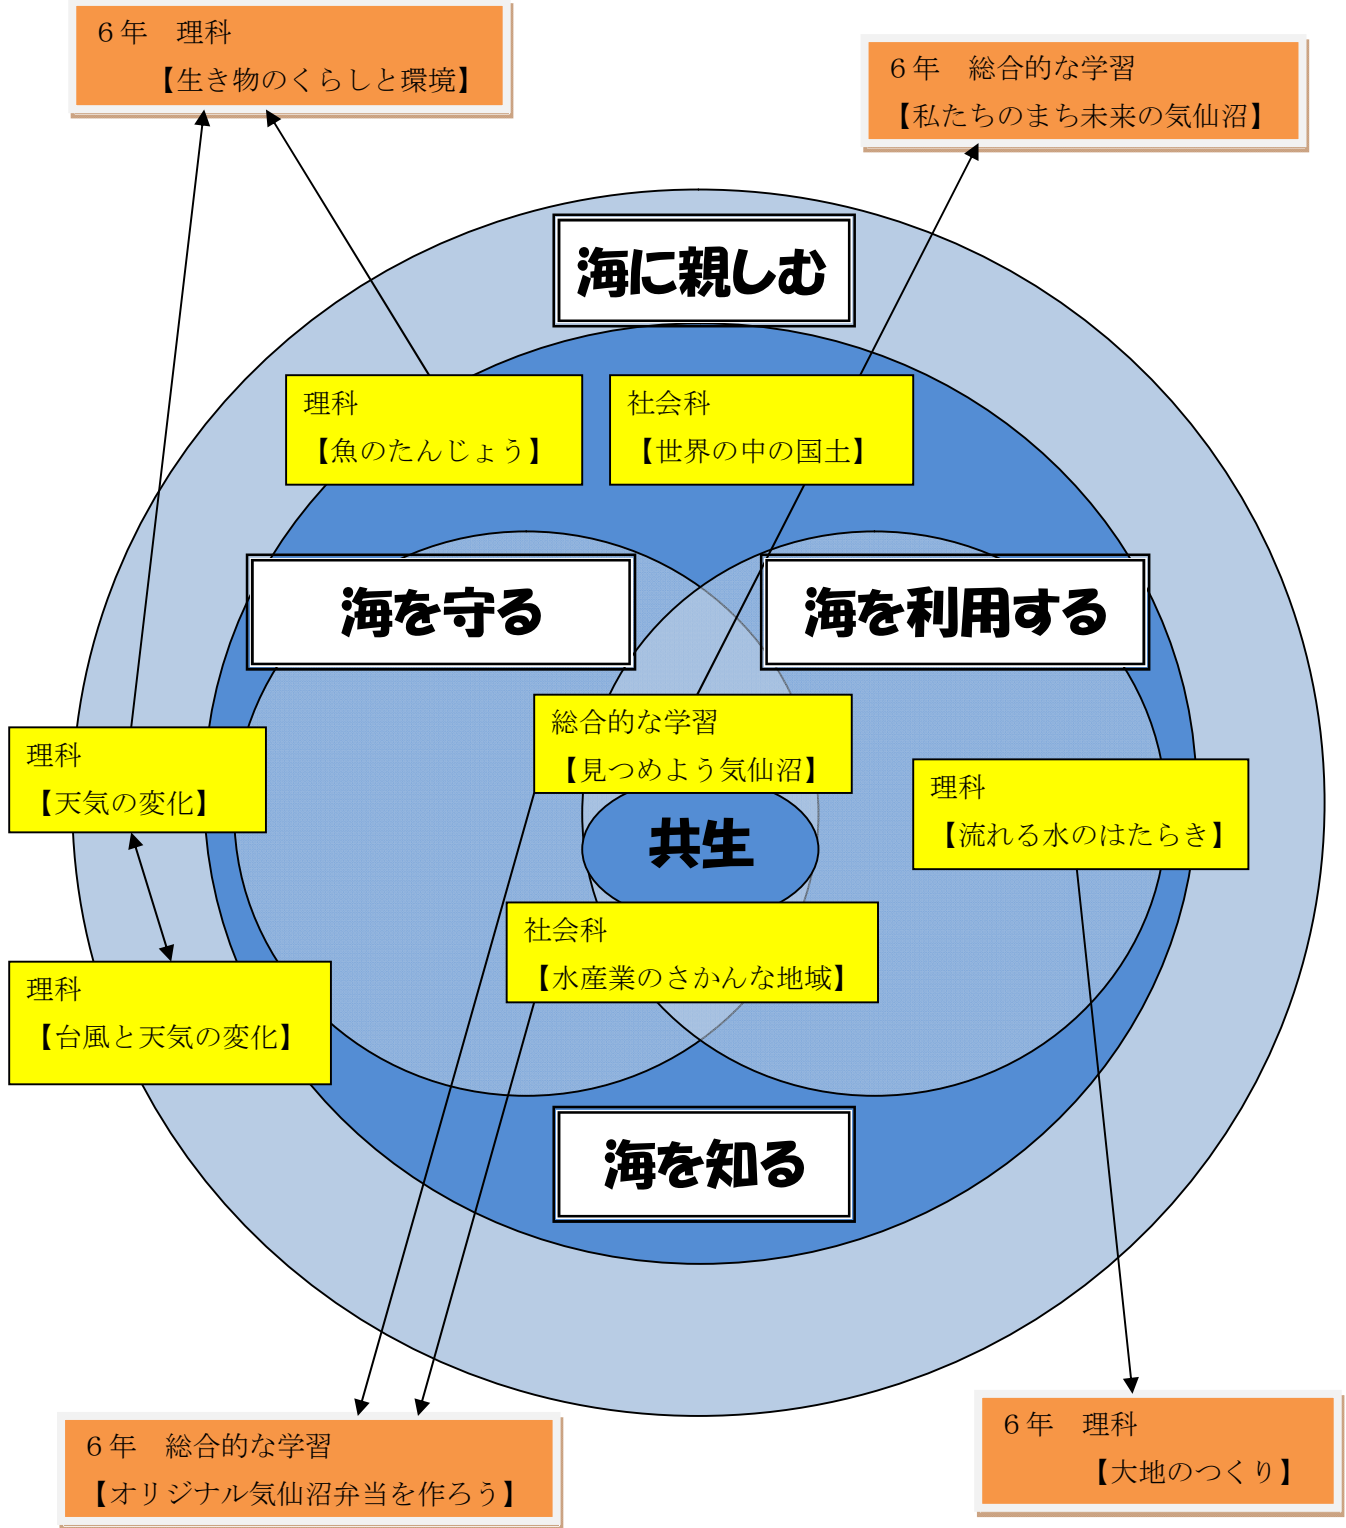 ６年　理科
【生き物のくらしと環境】
６年　総合的な学習
【私たちのまち未来の気仙沼】
海に親しむ
理科
【魚のたんじょう】
社会科
【世界の中の国土】
海を守る
海を利用する
総合的な学習
【見つめよう気仙沼】
理科
【天気の変化】
理科
【流れる水のはたらき】
共生
社会科
【水産業のさかんな地域】
理科
【台風と天気の変化】
海を知る
６年　総合的な学習
【オリジナル気仙沼弁当を作ろう】
６年　理科
【大地のつくり】